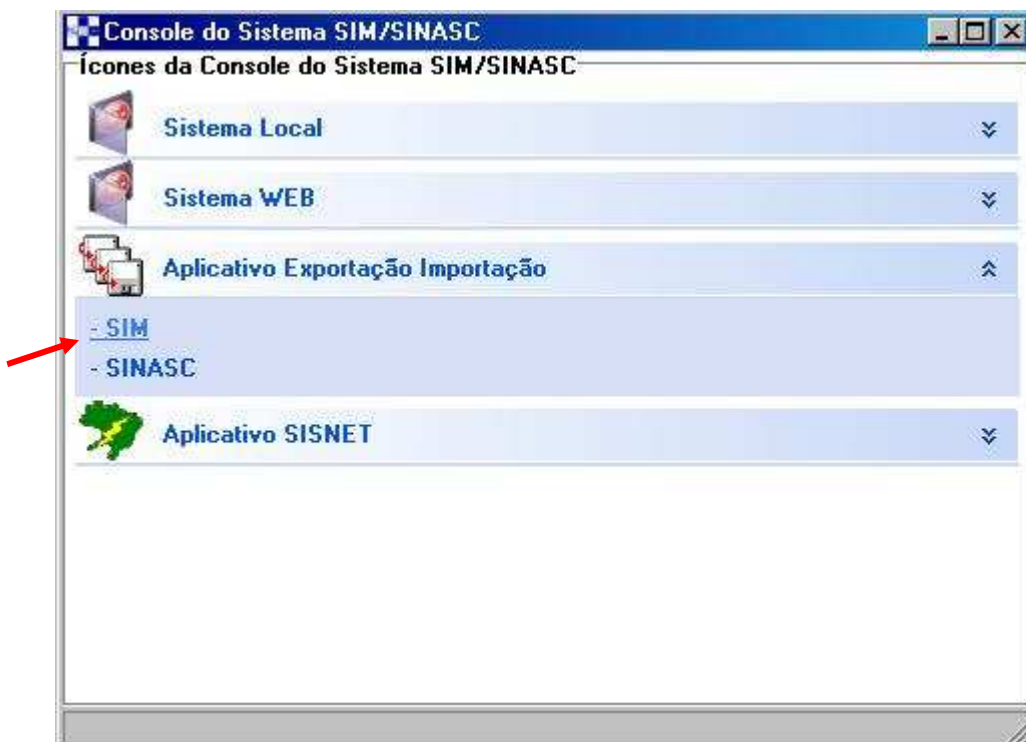 Console do Sistema SIM/SINASC
Ícones da Console do Sistema SIM/SINASC
Sistema Local
Sistema WEB
Aplicativo Exportação Importação
- SIM
- SINASC
Aplicativo SISNET